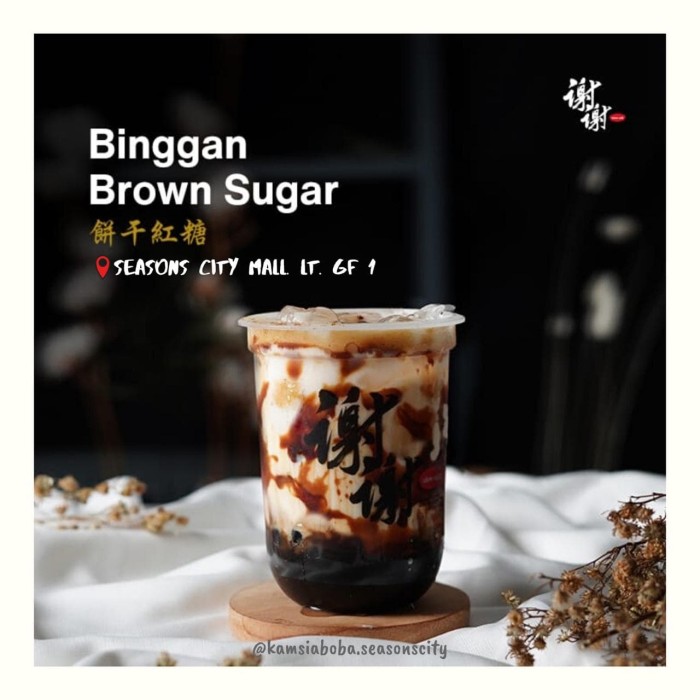 謝
謝
Binggan
Brown Sugar
餅干紅糖
SEASONS CITY MALL. LT. GF 1
謝
謝
@kamsiaboba.seasonscity